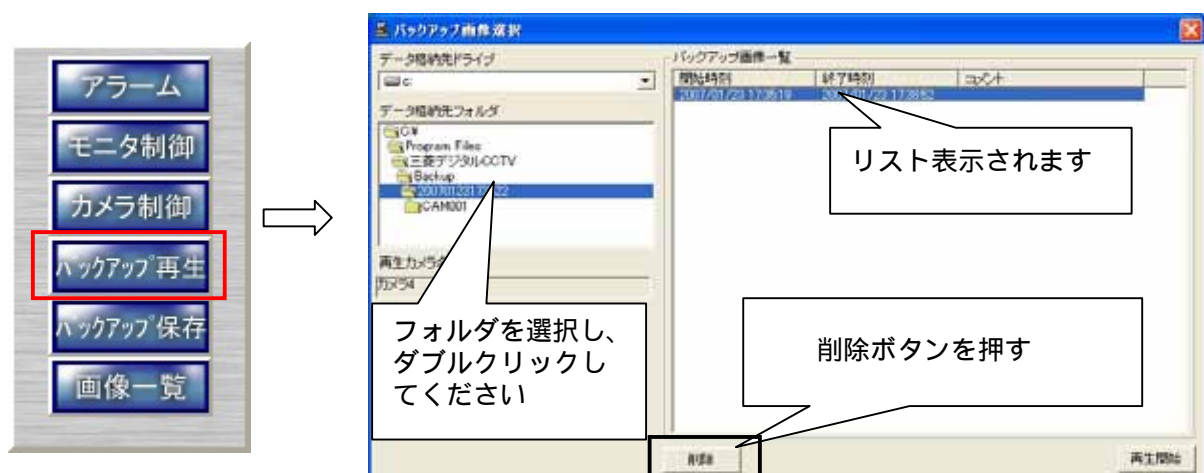 アラーム
モニタ制御
カメラ制御
バックアップ再生
バックアップ保存
画像一覧
バックアップ画像選択
データ格納先ドライブ
c:
データ格納先フォルダ
C:¥
Program Files
三菱デジタルCCTV
Backup
CAM001
カメラ4
フォルダを選択し、
ダブルクリックし
てください
バックアップ画像一覧
開始時刻 終了時刻 コメント
リスト表示されます
削除ボタンを押す
削除
再生開始